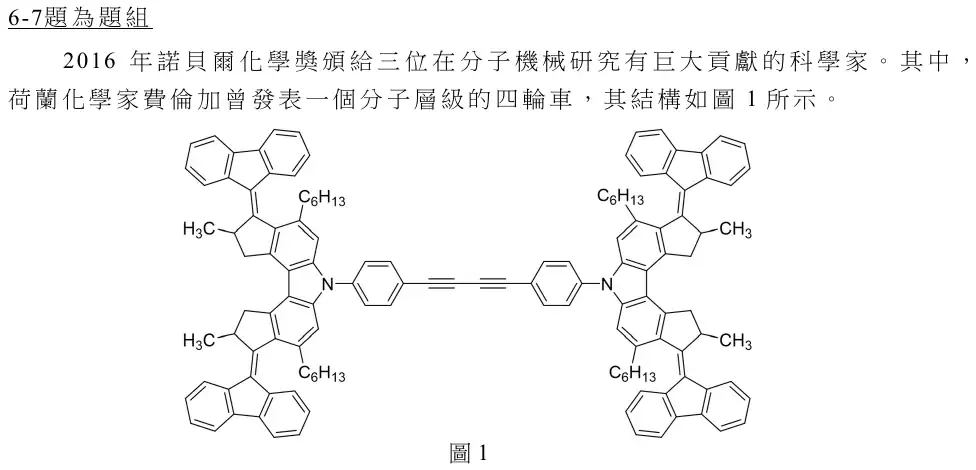 6-7題為題組
2016 年諾貝爾化學獎頒給三位在分子機械研究有巨大貢獻的科學家。其中，
荷蘭化學家費倫加曾發表一個分子層級的四輪車，其結構如圖 1 所示。
C6H13 C6H13
H3C CH3
N N
H3C CH3
C6H13 C6H13
圖 1